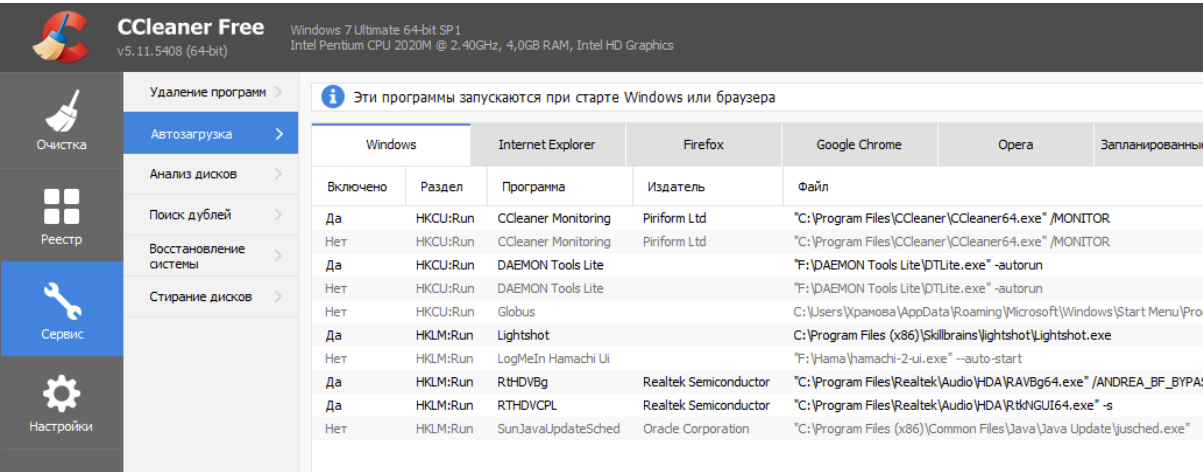 CCleaner Free
v5.11.5408 (64-bit)
Windows 7 Ultimate 64-bit SP1
Intel Pentium CPU 2020M @ 2.40GHz, 4,0GB RAM, Intel HD Graphics
Очистка
Реестр
Сервис
Настройки
Удаление программ
Автозагрузка
Анализ дисков
Поиск дублей
Восстановление
системы
Стирание дисков
Эти программы запускаются при старте Windows или браузера
Windows Internet Explorer Firefox Google Chrome Opera Запланированные
Включено Раздел Программа Издатель Файл
Да HKCU:Run CCleaner Monitoring Piriform Ltd "C:\Program Files\CCleaner\CCleaner64.exe" /MONITOR
Нет HKCU:Run CCleaner Monitoring Piriform Ltd "C:\Program Files\CCleaner\CCleaner64.exe" /MONITOR
Да HKCU:Run DAEMON Tools Lite "F:\DAEMON Tools Lite\DTLite.exe" -autorun
Нет HKCU:Run DAEMON Tools Lite "F:\DAEMON Tools Lite\DTLite.exe" -autorun
Нет HKCU:Run Globus C:\Users\Храмова\AppData\Roaming\Microsoft\Windows\Start Menu\Pro
Да HKLM:Run Lightshot C:\Program Files (x86)\Skillbrains\lightshot\Lightshot.exe
Нет HKLM:Run LogMeIn Hamachi Ui "F:\Hama\hamachi-2-ui.exe" --auto-start
Да HKLM:Run RtHDVBg Realtek Semiconductor "C:\Program Files\Realtek\Audio\HDA\RAVBg64.exe" /ANDREA_BF_BYPAS
Да HKLM:Run RTHDVCPL Realtek Semiconductor "C:\Program Files\Realtek\Audio\HDA\RtkNGUI64.exe" -s
Нет HKLM:Run SunJavaUpdateSched Oracle Corporation "C:\Program Files (x86)\Common Files\Java\Java Update\jusched.exe"